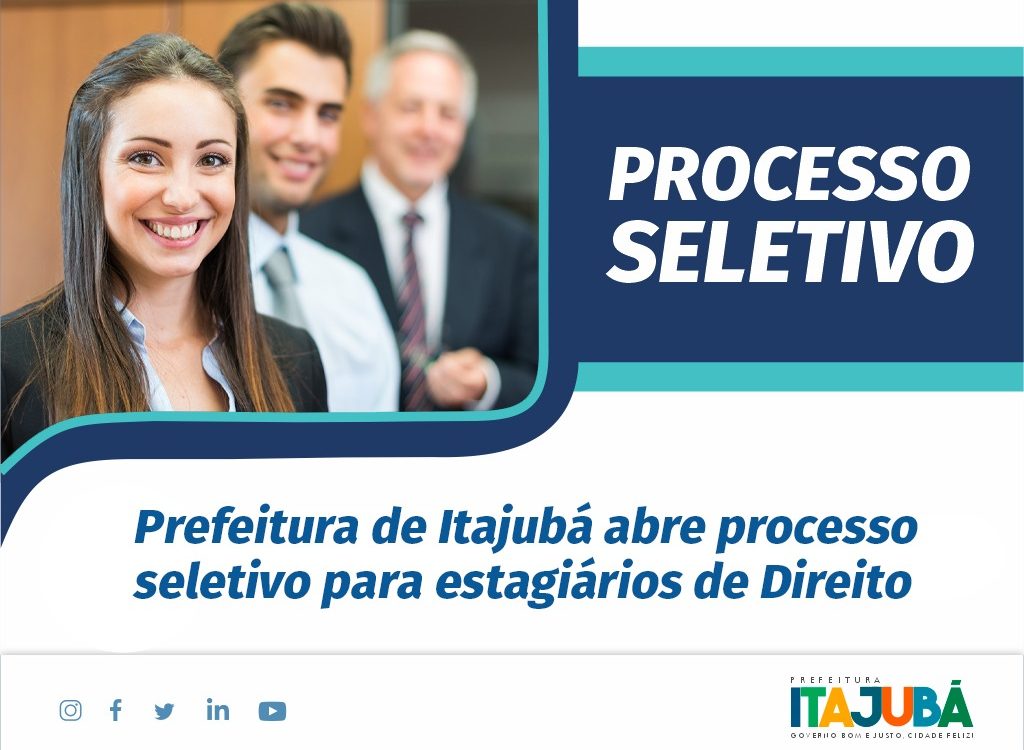 PROCESSO
SELETIVO
Prefeitura de Itajubá abre processo
seletivo para estagiários de Direito
PREFEITURA
ITAJUBÁ
GOVERNO BOM E JUSTO, CIDADE FELIZ!